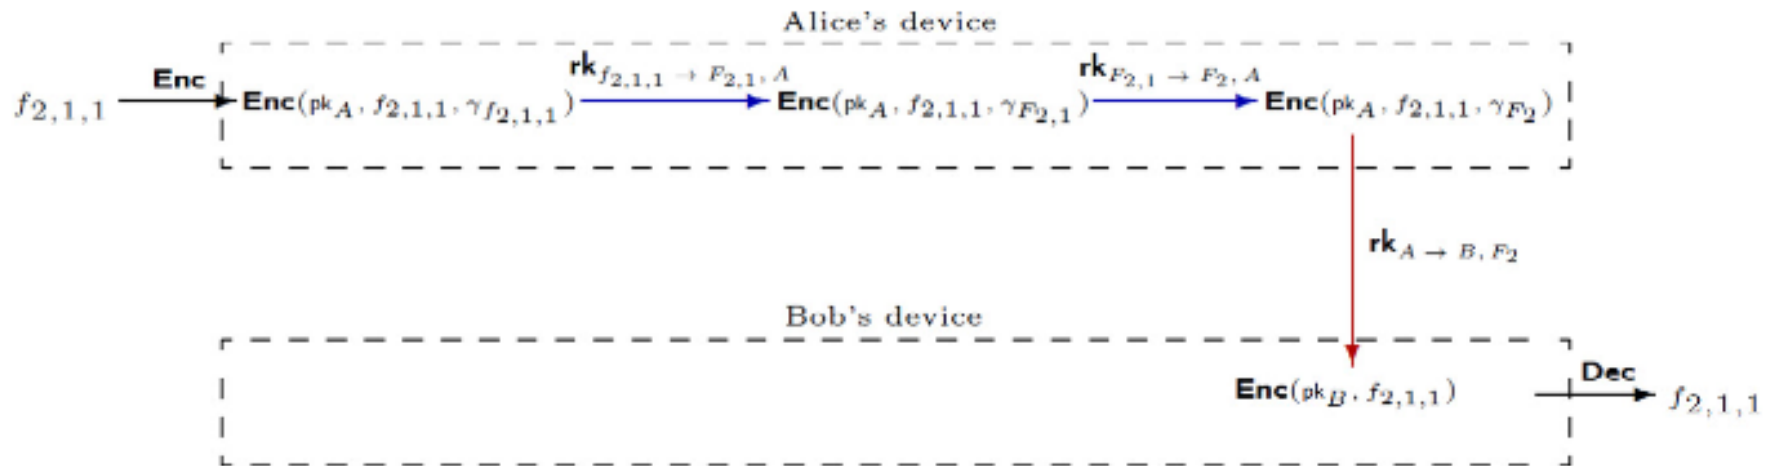 Alice's device
f_{2,1,1} Enc Enc(pk_A, f_{2,1,1}, γ_{f_{2,1,1}}) rk_{f_{2,1,1} → F_{2,1}, A} Enc(pk_A, f_{2,1,1}, γ_{F_{2,1}}) rk_{F_{2,1} → F_2, A} Enc(pk_A, f_{2,1,1}, γ_{F_2})
rk_{A → B, F_2}
Bob's device
Enc(pk_B, f_{2,1,1}) Dec f_{2,1,1}